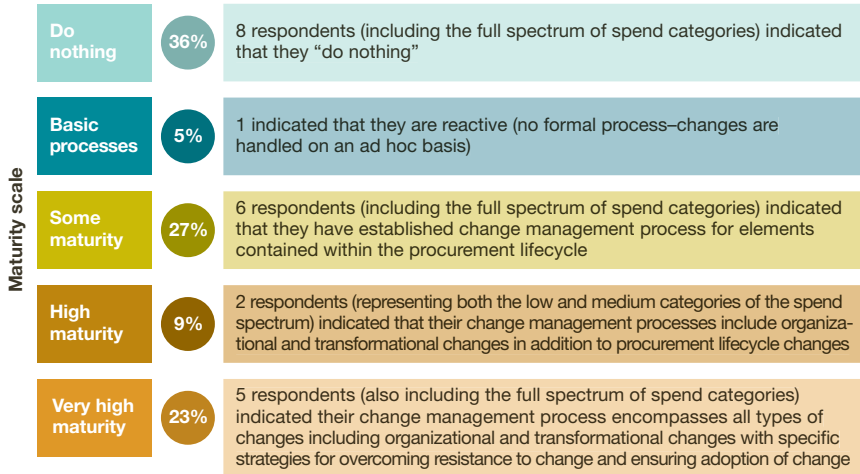 Maturity scale
Do
nothing
36%
8 respondents (including the full spectrum of spend categories) indicated
that they “do nothing”
Basic
processes
5%
1 indicated that they are reactive (no formal process–changes are
handled on an ad hoc basis)
Some
maturity
27%
6 respondents (including the full spectrum of spend categories) indicated
that they have established change management process for elements
contained within the procurement lifecycle
High
maturity
9%
2 respondents (representing both the low and medium categories of the spend
spectrum) indicated that their change management processes include organiza-
tional and transformational changes in addition to procurement lifecycle changes
Very high
maturity
23%
5 respondents (also including the full spectrum of spend categories)
indicated their change management process encompasses all types of
changes including organizational and transformational changes with specific
strategies for overcoming resistance to change and ensuring adoption of change